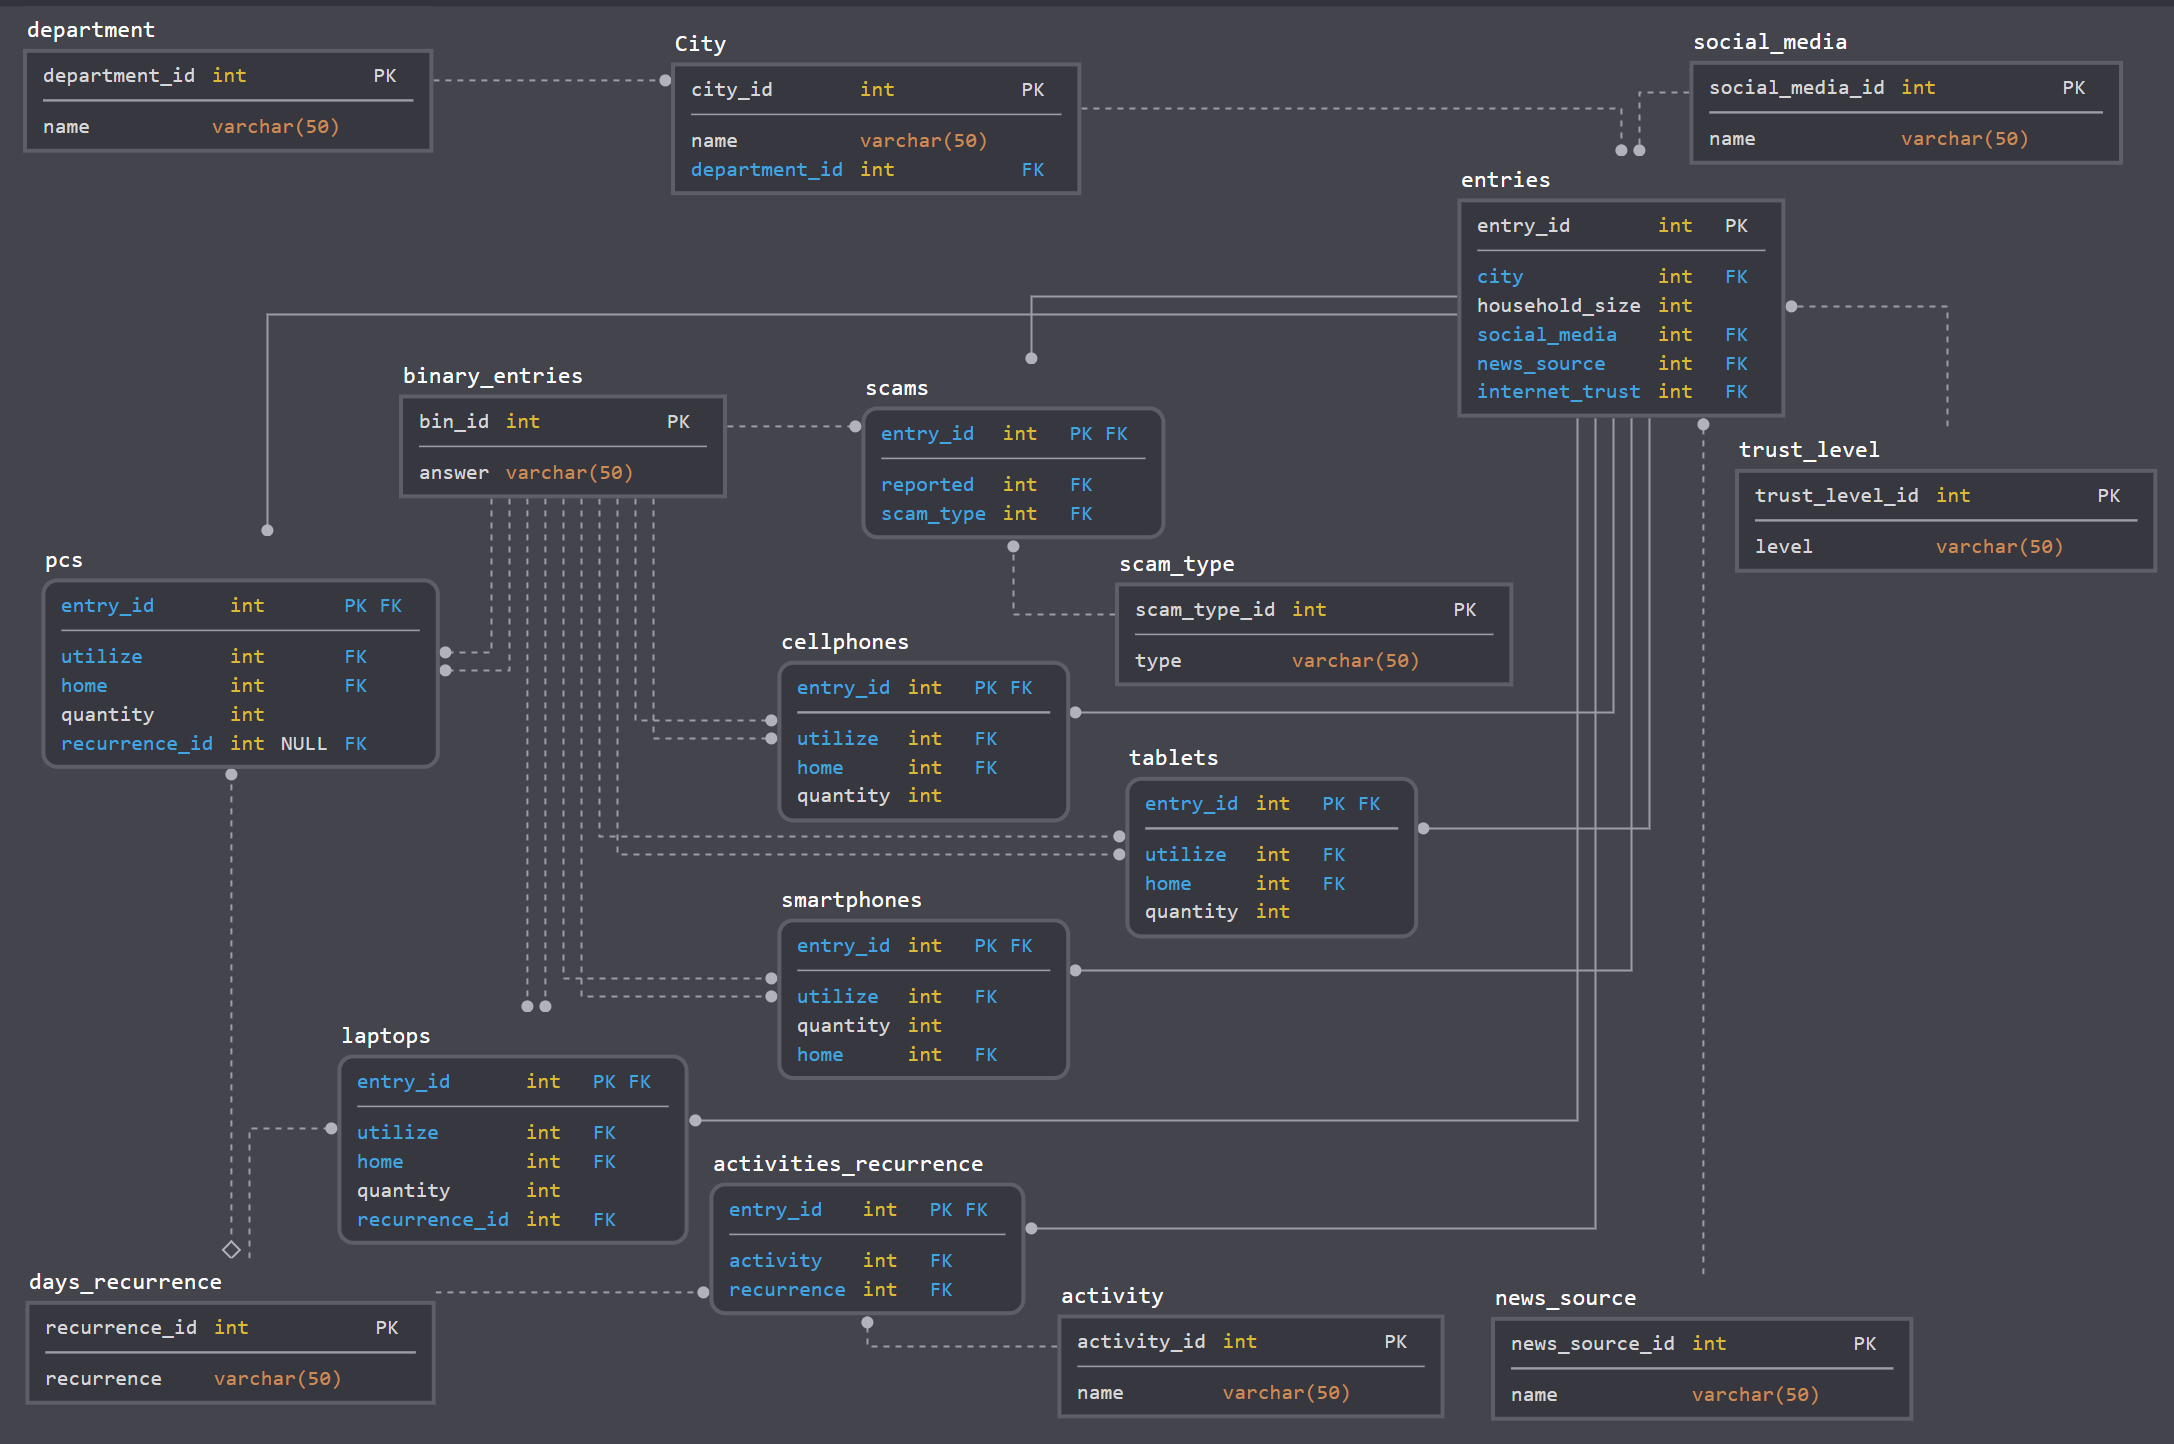 department
department_id int PK
name varchar(50)
City
city_id int PK
name varchar(50)
department_id int FK
social_media
social_media_id int PK
name varchar(50)
entries
entry_id int PK
city int FK
household_size int
social_media int FK
news_source int FK
internet_trust int FK
binary_entries
bin_id int PK
answer varchar(50)
scams
entry_id int PK FK
reported int FK
scam_type int FK
trust_level
trust_level_id int PK
level varchar(50)
pcs
entry_id int PK FK
utilize int FK
home int FK
quantity int
recurrence_id int NULL FK
scam_type
scam_type_id int PK
type varchar(50)
cellphones
entry_id int PK FK
utilize int FK
home int FK
quantity int
tablets
entry_id int PK FK
utilize int FK
home int FK
quantity int
smartphones
entry_id int PK FK
utilize int FK
quantity int
home int FK
laptops
entry_id int PK FK
utilize int FK
home int FK
quantity int
recurrence_id int FK
activities_recurrence
entry_id int PK FK
activity int FK
recurrence int FK
days_recurrence
recurrence_id int PK
recurrence varchar(50)
activity
activity_id int PK
name varchar(50)
news_source
news_source_id int PK
name varchar(50)